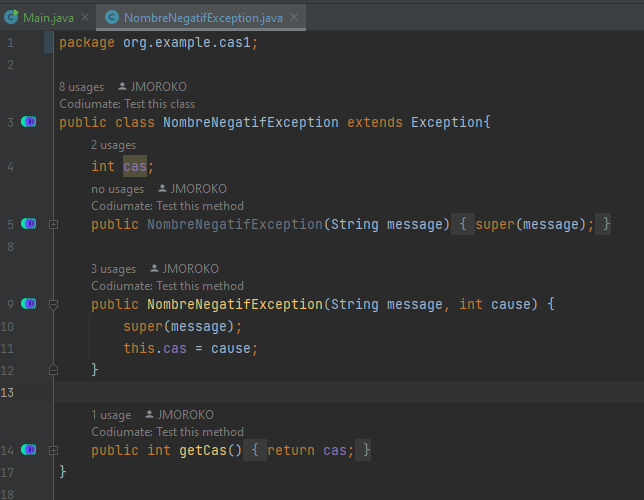 Main.java NombreNegatifException.java
1 package org.example.cas1;
2
8 usages JMOROKO
Codiumate: Test this class
3 public class NombreNegatifException extends Exception{
2 usages
4 int cas;
no usages JMOROKO
Codiumate: Test this method
5 public NombreNegatifException(String message) { super(message); }
8
3 usages JMOROKO
Codiumate: Test this method
9 public NombreNegatifException(String message, int cause) {
10 super(message);
11 this.cas = cause;
12 }
13
1 usage JMOROKO
Codiumate: Test this method
14 public int getCas() { return cas; }
17 }
18